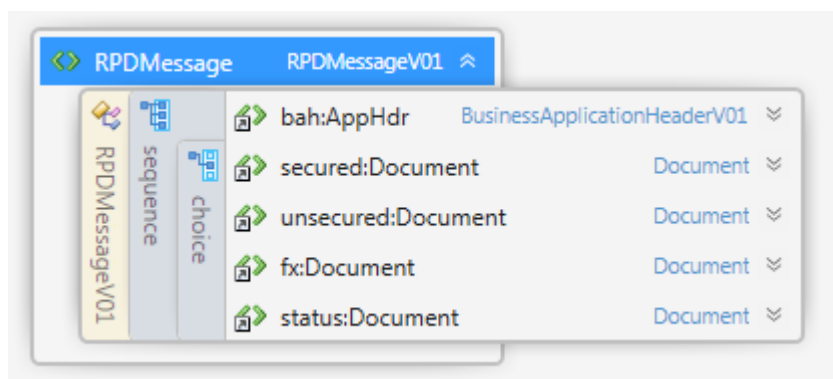 RPDMessage RPDMessageV01
RPDMessageV01
sequence
choice
bah:AppHdr BusinessApplicationHeaderV01
secured:Document Document
unsecured:Document Document
fx:Document Document
status:Document Document